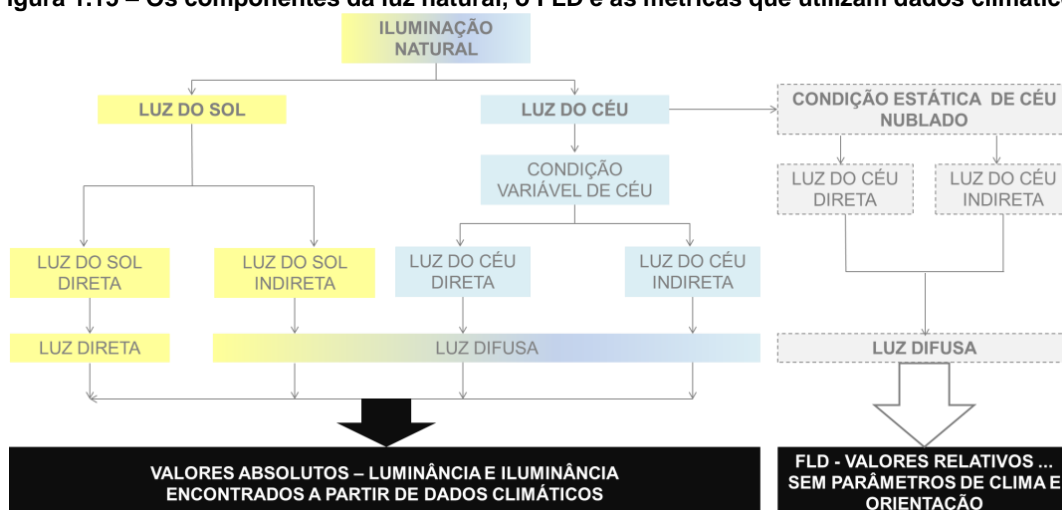 igura 1.15 – Os componentes da luz natural, o FLD e as métricas que utilizam dados climátic
ILUMINAÇÃO
NATURAL
LUZ DO SOL
LUZ DO CÉU
CONDIÇÃO ESTÁTICA DE CÉU
NUBLADO
CONDIÇÃO
VARIÁVEL DE CÉU
LUZ DO CÉU
DIRETA
LUZ DO CÉU
INDIRETA
LUZ DO SOL
DIRETA
LUZ DO SOL
INDIRETA
LUZ DO CÉU
DIRETA
LUZ DO CÉU
INDIRETA
LUZ DIRETA
LUZ DIFUSA
LUZ DIFUSA
VALORES ABSOLUTOS – LUMINÂNCIA E ILUMINÂNCIA
ENCONTRADOS A PARTIR DE DADOS CLIMÁTICOS
FLD - VALORES RELATIVOS ...
SEM PARÂMETROS DE CLIMA E
ORIENTAÇÃO